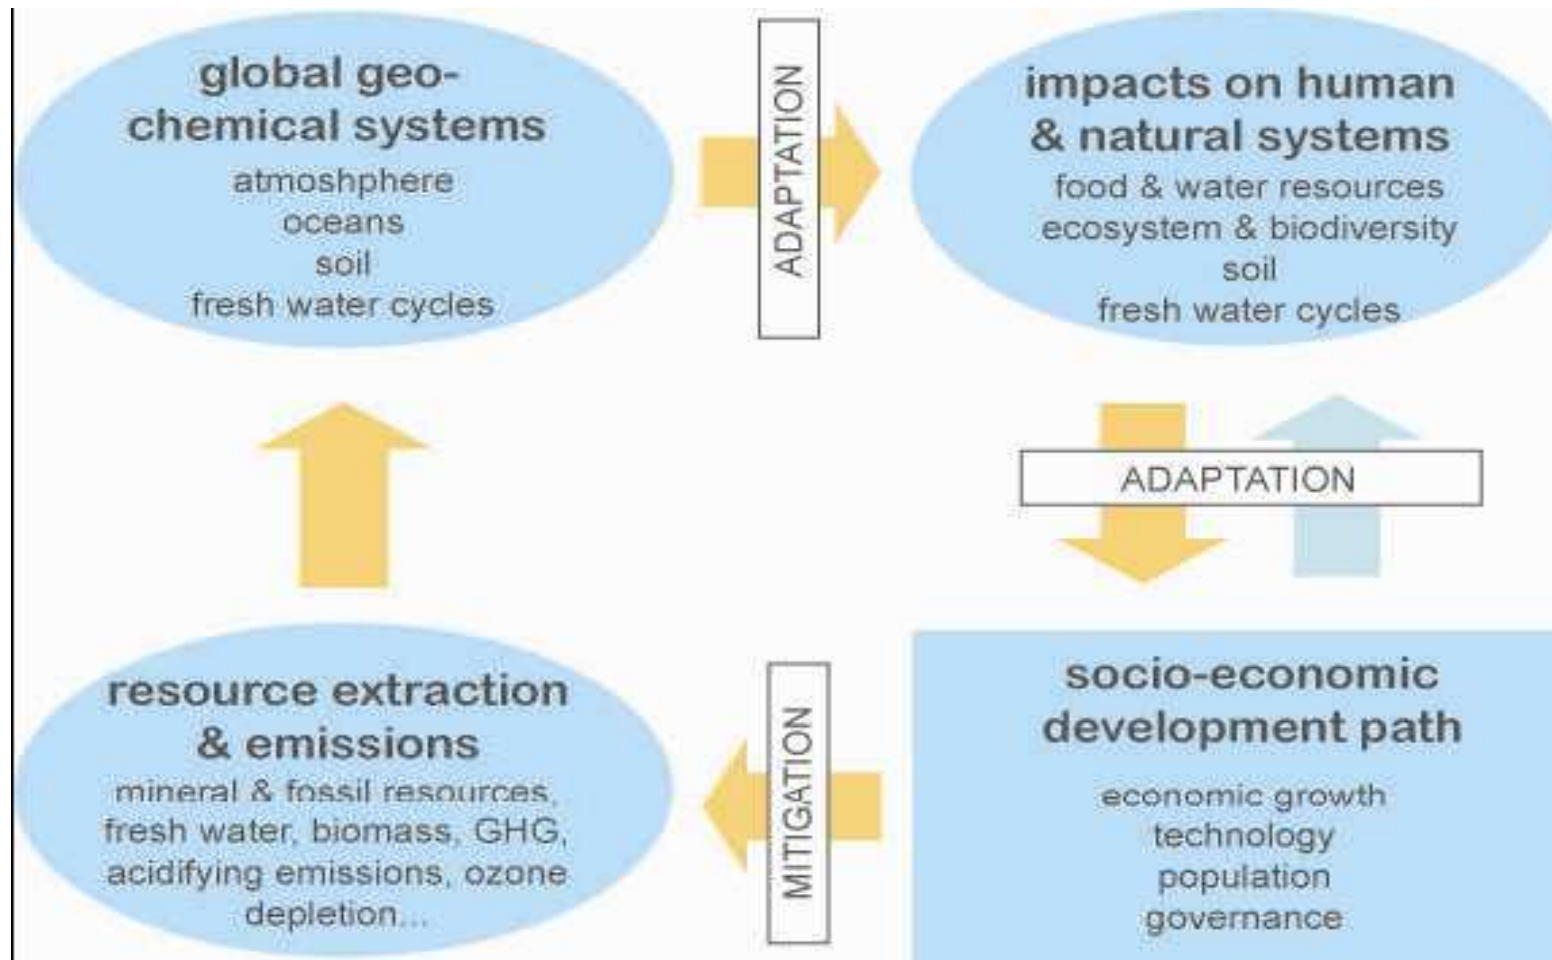 global geo-
chemical systems
atmoshphere
oceans
soil
fresh water cycles
ADAPTATION
impacts on human
& natural systems
food & water resources
ecosystem & biodiversity
soil
fresh water cycles
ADAPTATION
resource extraction
& emissions
mineral & fossil resources,
fresh water, biomass, GHG,
acidifying emissions, ozone
depletion...
MITIGATION
socio-economic
development path
economic growth
technology
population
governance